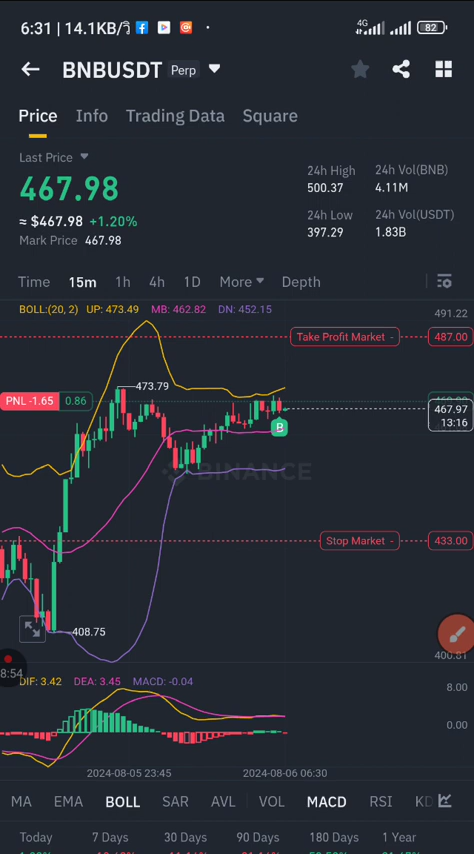 6:31 | 14.1KB/s
4G
82
BNBUSDT Perp
Price Info Trading Data Square
Last Price
467.98
≈ $467.98 +1.20%
Mark Price 467.98
24h High
500.37
24h Vol(BNB)
4.11M
24h Low
397.29
24h Vol(USDT)
1.83B
Time 15m 1h 4h 1D More Depth
BOLL:(20, 2) UP: 473.49 MB: 462.82 DN: 452.15
491.22
Take Profit Market - 487.00
473.79
PNL -1.65 0.86
467.97
13:16
B
BINANCE
Stop Market - 433.00
408.75
400.81
8:54
DIF: 3.42 DEA: 3.45 MACD: -0.04
8.00
0.00
2024-08-05 23:45 2024-08-06 06:30
MA EMA BOLL SAR AVL VOL MACD RSI KD
Today 7 Days 30 Days 90 Days 180 Days 1 Year